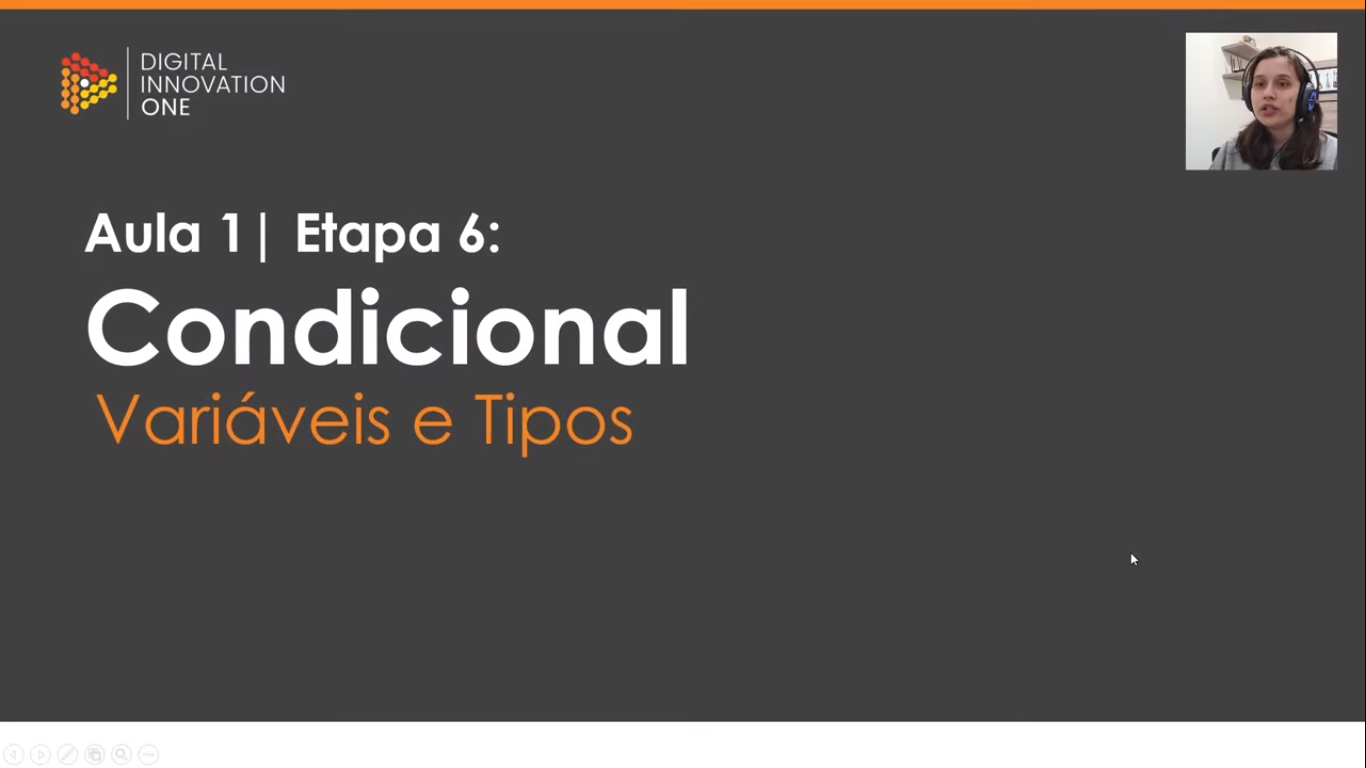 DIGITAL
INNOVATION
ONE
Aula 1| Etapa 6:
Condicional
Variáveis e Tipos